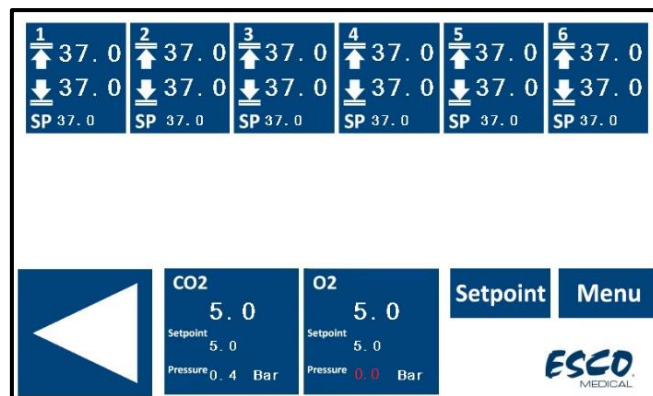 1 2 3 4 5 6
37.0 37.0 37.0 37.0 37.0 37.0
37.0 37.0 37.0 37.0 37.0 37.0
SP 37.0 SP 37.0 SP 37.0 SP 37.0 SP 37.0 SP 37.0
CO2
5.0
Setpoint
5.0
Pressure 0.4 Bar
O2
5.0
Setpoint
5.0
Pressure 0.0 Bar
Setpoint
Menu
ESCO
MEDICAL